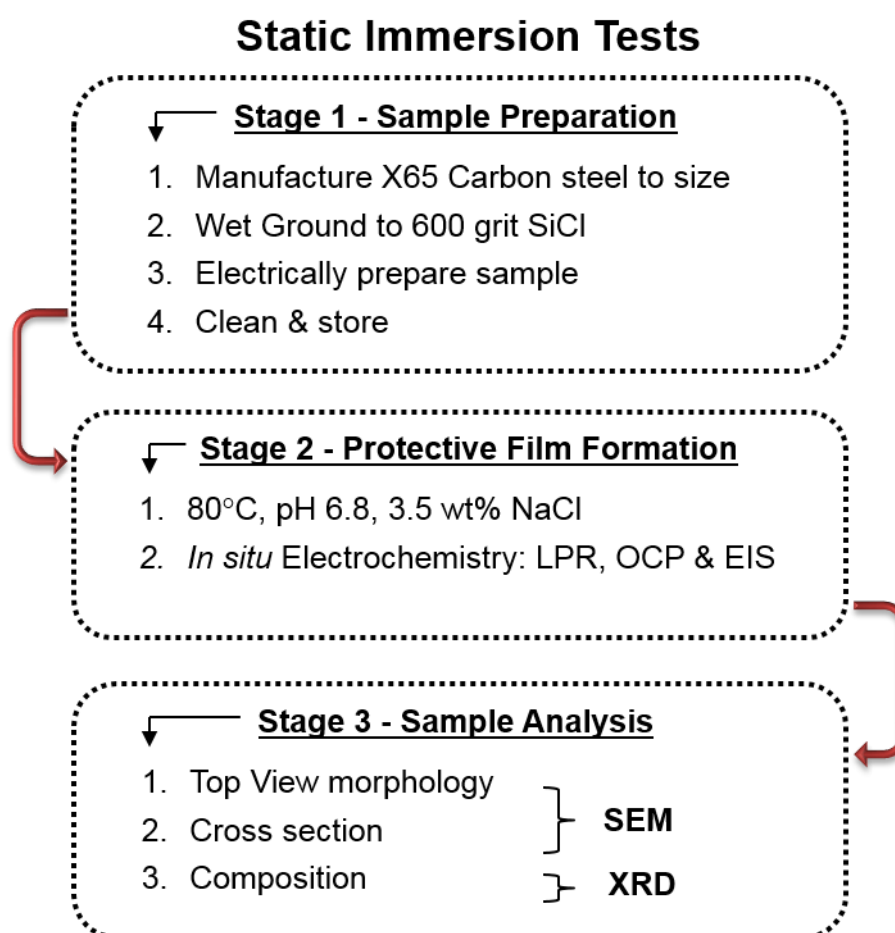 Static Immersion Tests
Stage 1 - Sample Preparation
1. Manufacture X65 Carbon steel to size
2. Wet Ground to 600 grit SiCl
3. Electrically prepare sample
4. Clean & store
Stage 2 - Protective Film Formation
1. 80°C, pH 6.8, 3.5 wt% NaCl
2. In situ Electrochemistry: LPR, OCP & EIS
Stage 3 - Sample Analysis
1. Top View morphology
2. Cross section
SEM
3. Composition
XRD